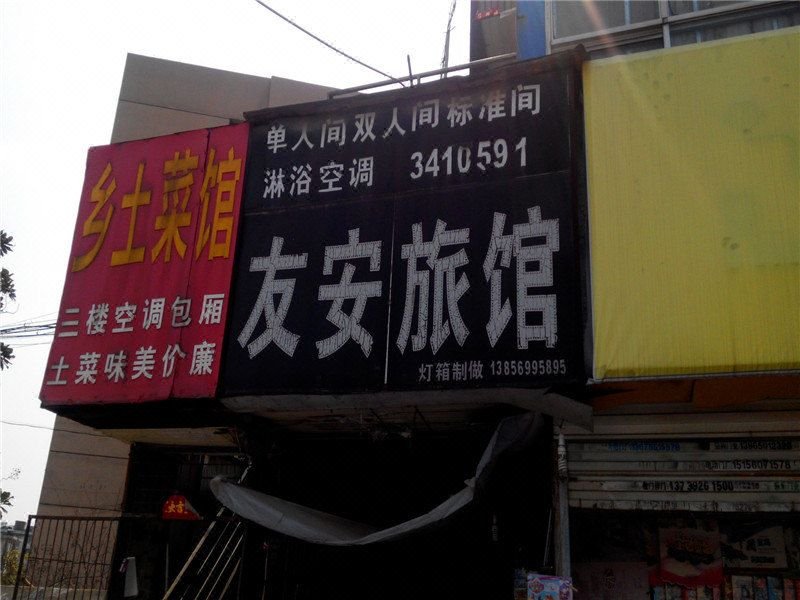 乡土菜馆
三楼空调包厢
土菜味美价廉
单人间双人间标准间
淋浴空调 3410591
友安旅馆
灯箱制做 13856995895